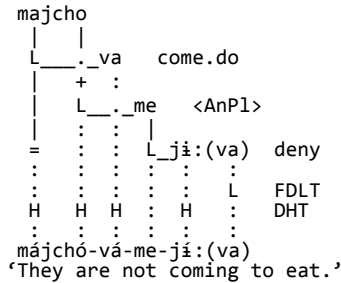 majcho
| |
L___._va come.do
| + :
| L__._me <AnPl>
| : : |
= : : L_jɨ:(va) deny
: : : : : :
: : : : : L FDLT
H H H : H : DHT
: : : : : :
májchó-vá-me-jɨ́:(va)
‘They are not coming to eat.’